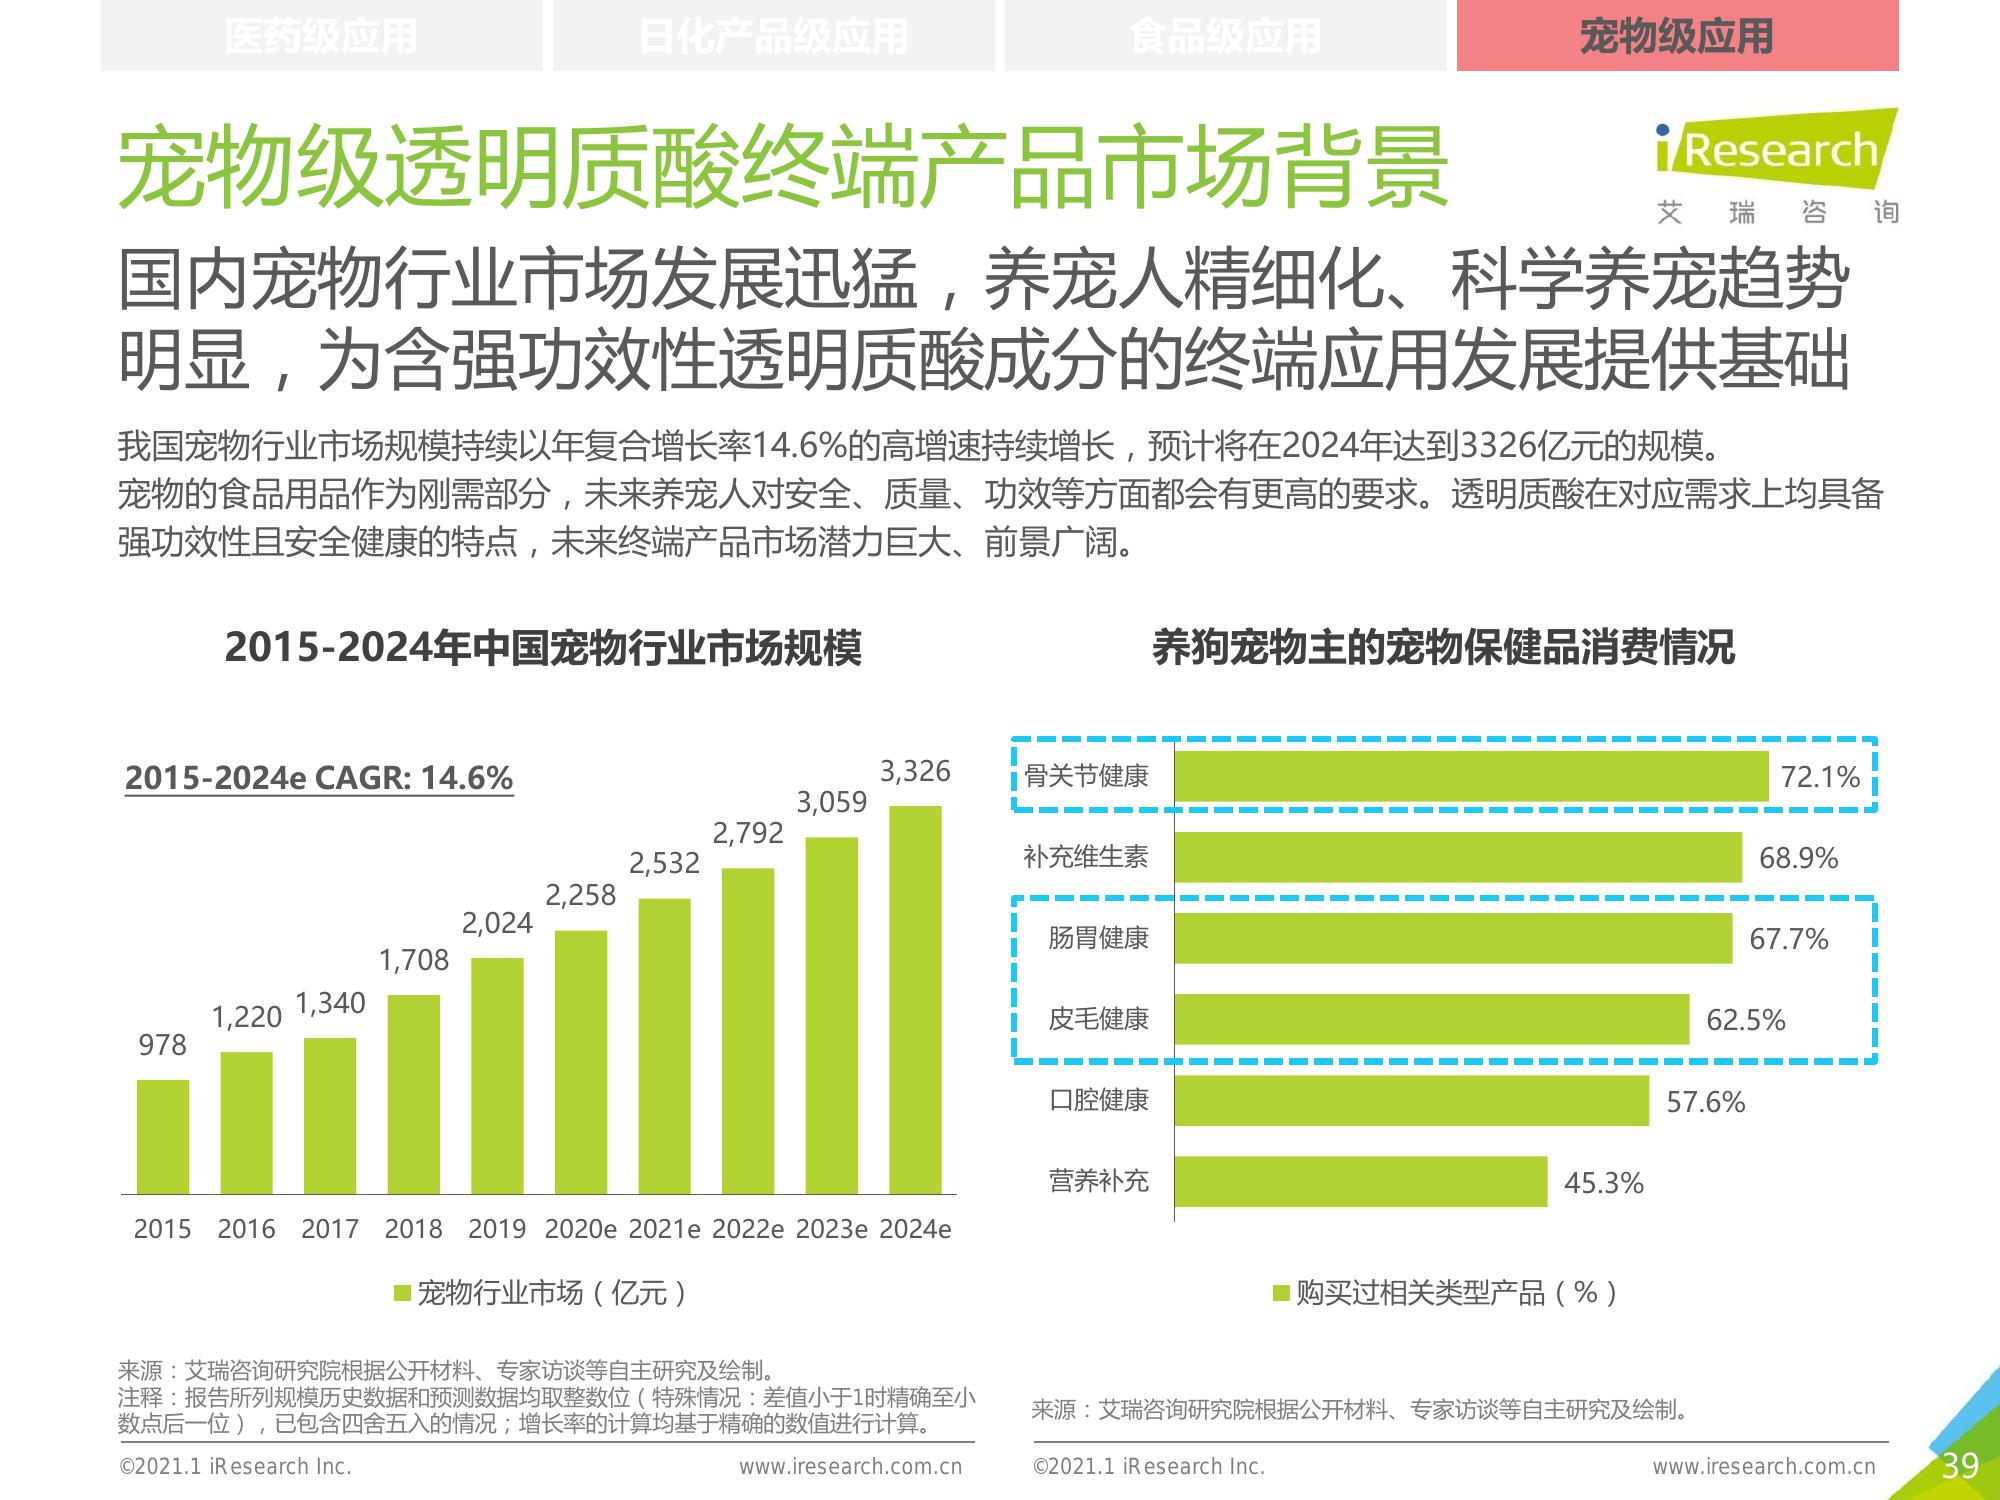 医药级应用
日化产品级应用
食品级应用
宠物级应用
宠物级透明质酸终端产品市场背景
iResearch
艾瑞咨询
国内宠物行业市场发展迅猛，养宠人精细化、科学养宠趋势
明显，为含强功效性透明质酸成分的终端应用发展提供基础
我国宠物行业市场规模持续以年复合增长率14.6%的高增速持续增长，预计将在2024年达到3326亿元的规模。
宠物的食品用品作为刚需部分，未来养宠人对安全、质量、功效等方面都会有更高的要求。透明质酸在对应需求上均具备
强功效性且安全健康的特点，未来终端产品市场潜力巨大、前景广阔。
2015-2024年中国宠物行业市场规模
2015-2024e CAGR: 14.6%
978
1,220
1,340
1,708
2,024
2,258
2,532
2,792
3,059
3,326
2015
2016
2017
2018
2019
2020e
2021e
2022e
2023e
2024e
宠物行业市场（亿元）
养狗宠物主的宠物保健品消费情况
骨关节健康 72.1%
补充维生素 68.9%
肠胃健康 67.7%
皮毛健康 62.5%
口腔健康 57.6%
营养补充 45.3%
购买过相关类型产品（%）
来源：艾瑞咨询研究院根据公开材料、专家访谈等自主研究及绘制。
注释：报告所列规模历史数据和预测数据均取整数位（特殊情况：差值小于1时精确至小
数点后一位），已包含四舍五入的情况；增长率的计算均基于精确的数值进行计算。
来源：艾瑞咨询研究院根据公开材料、专家访谈等自主研究及绘制。
©2021.1 iResearch Inc.
www.iresearch.com.cn
©2021.1 iResearch Inc.
www.iresearch.com.cn
39